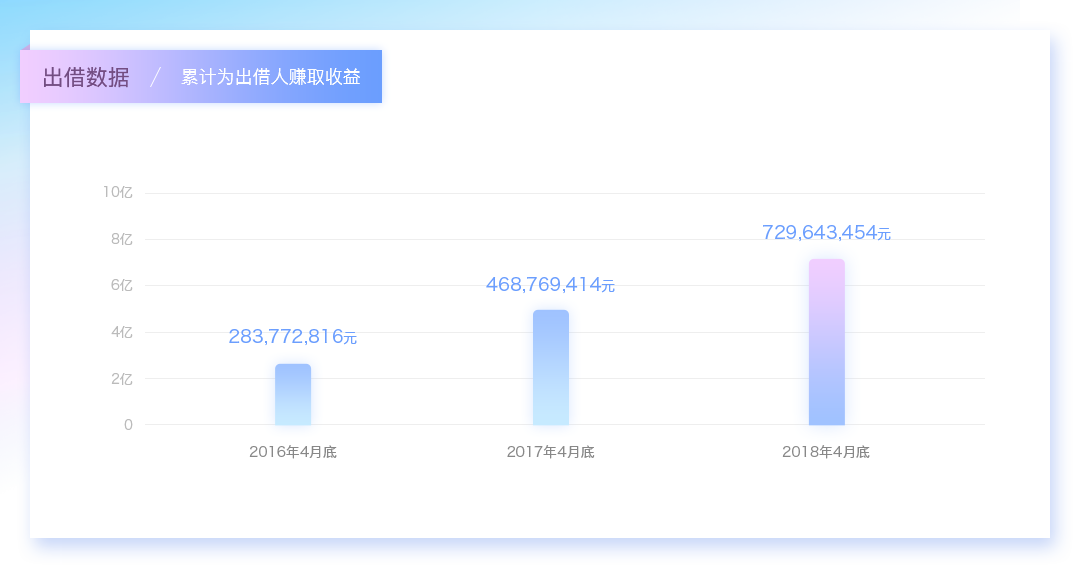 出借数据 / 累计为出借人赚取收益
10亿
8亿
729,643,454元
6亿
468,769,414元
4亿
283,772,816元
2亿
0
2016年4月底 2017年4月底 2018年4月底